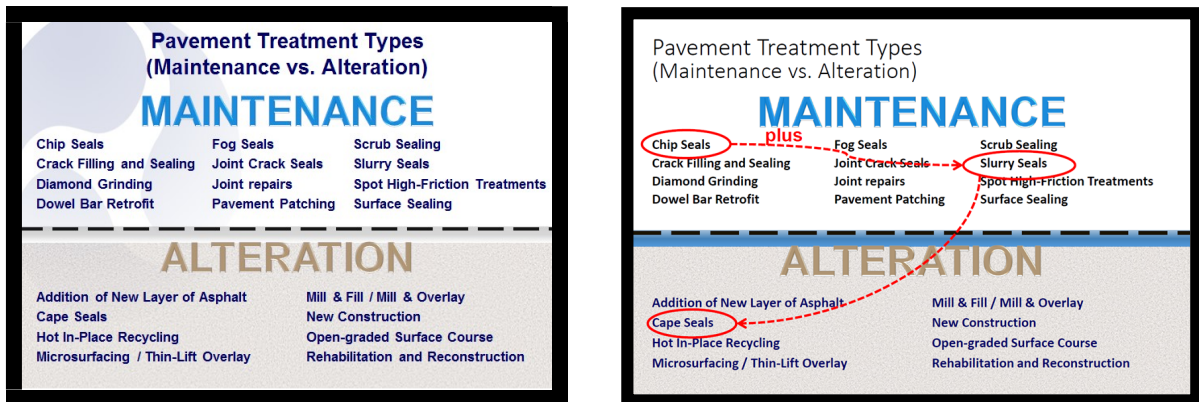 Pavement Treatment Types
(Maintenance vs. Alteration)
MAINTENANCE
Chip Seals Fog Seals Scrub Sealing
Crack Filling and Sealing Joint Crack Seals Slurry Seals
Diamond Grinding Joint repairs Spot High-Friction Treatments
Dowel Bar Retrofit Pavement Patching Surface Sealing
ALTERATION
Addition of New Layer of Asphalt Mill & Fill / Mill & Overlay
Cape Seals New Construction
Hot In-Place Recycling Open-graded Surface Course
Microsurfacing / Thin-Lift Overlay Rehabilitation and Reconstruction
Pavement Treatment Types
(Maintenance vs. Alteration)
MAINTENANCE
plus
Chip Seals Fog Seals Scrub Sealing
Crack Filling and Sealing Joint Crack Seals Slurry Seals
Diamond Grinding Joint repairs Spot High-Friction Treatments
Dowel Bar Retrofit Pavement Patching Surface Sealing
ALTERATION
Addition of New Layer of Asphalt Mill & Fill / Mill & Overlay
Cape Seals New Construction
Hot In-Place Recycling Open-graded Surface Course
Microsurfacing / Thin-Lift Overlay Rehabilitation and Reconstruction